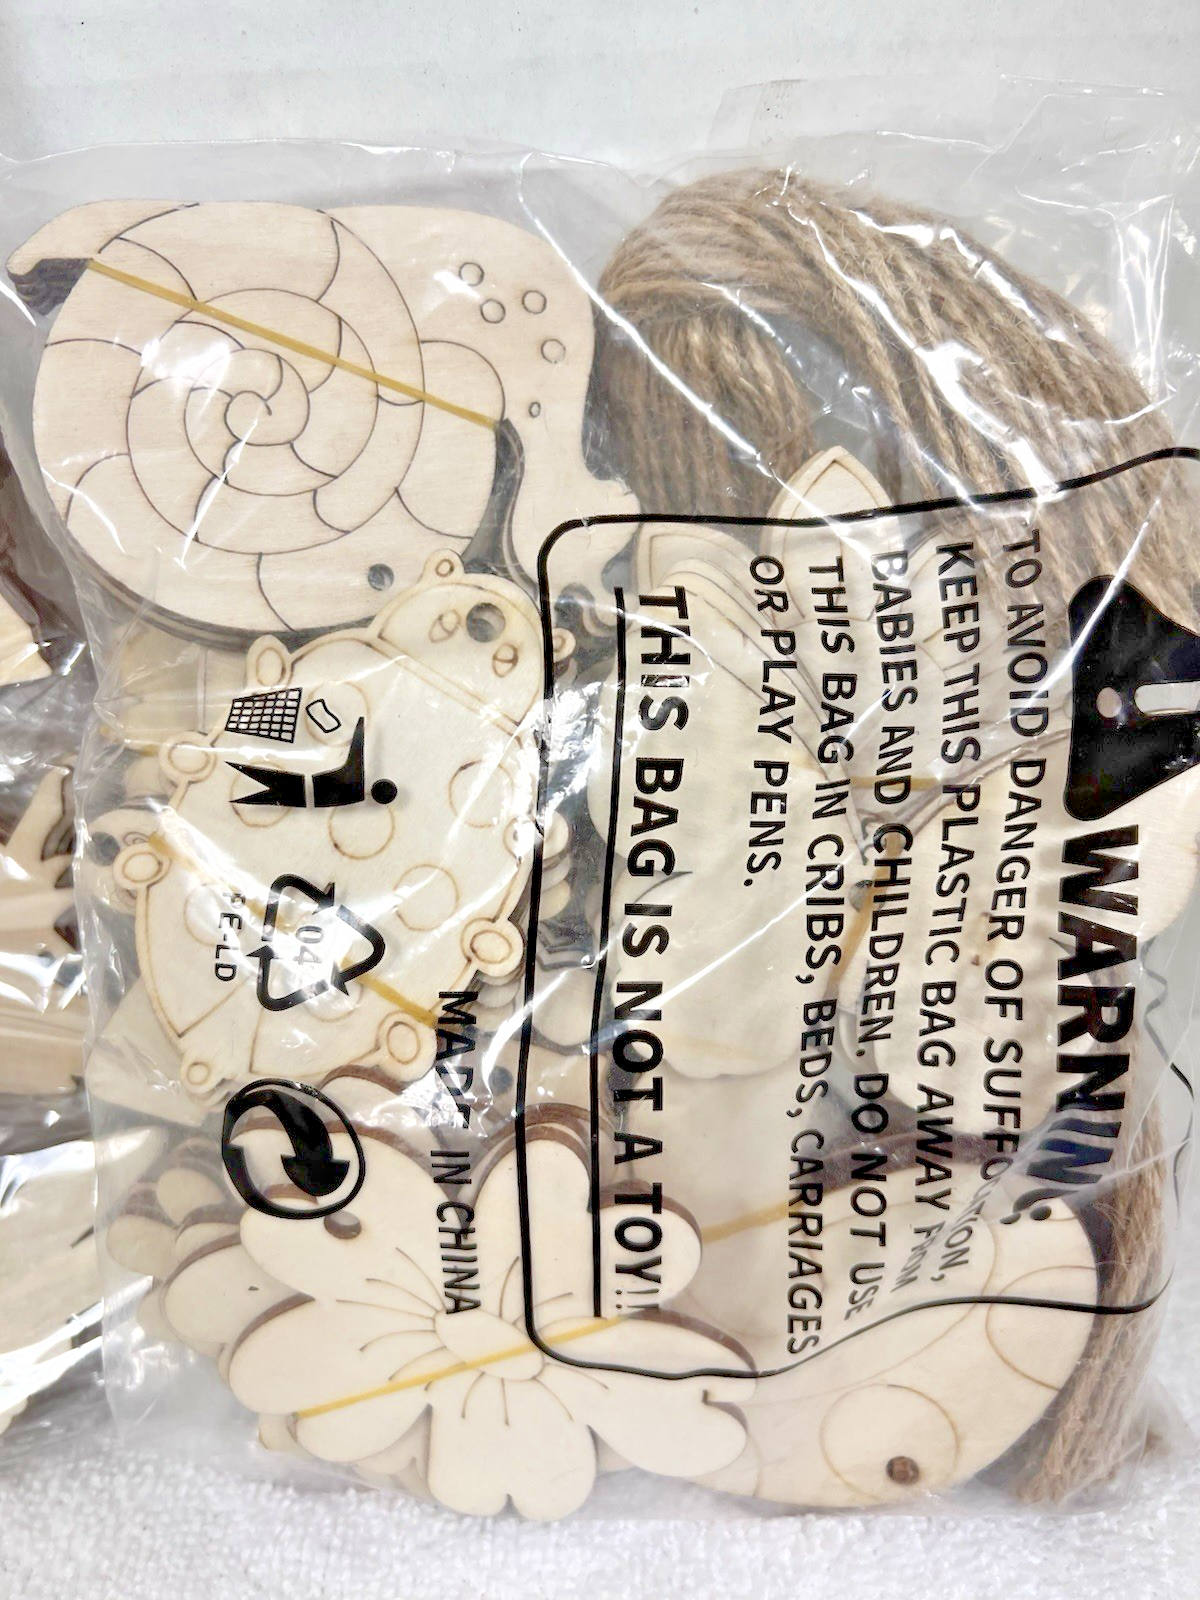 WARNING
TO AVOID DANGER OF SUFFOCATION,
KEEP THIS PLASTIC BAG AWAY FROM
BABIES AND CHILDREN. DO NOT USE
THIS BAG IN CRIBS, BEDS, CARRIAGES
OR PLAY PENS.
THIS BAG IS NOT A TOY!!
MADE IN CHINA
04
PE-LD